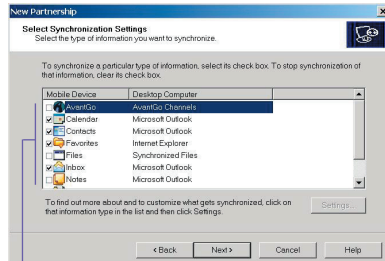 New Partnership
Select Synchronization Settings
Select the type of information you want to synchronize.
To synchronize a particular type of information, select its check box. To stop synchronization of
that information, clear its check box.
Mobile Device Desktop Computer
AvantGo AvantGo Channels
Calendar Microsoft Outlook
Contacts Microsoft Outlook
Favorites Internet Explorer
Files Synchronized Files
Inbox Microsoft Outlook
Notes Microsoft Outlook
To find out more about and to customize what gets synchronized, click on
that information type in the list and then click Settings.
Settings...
< Back Next > Cancel Help